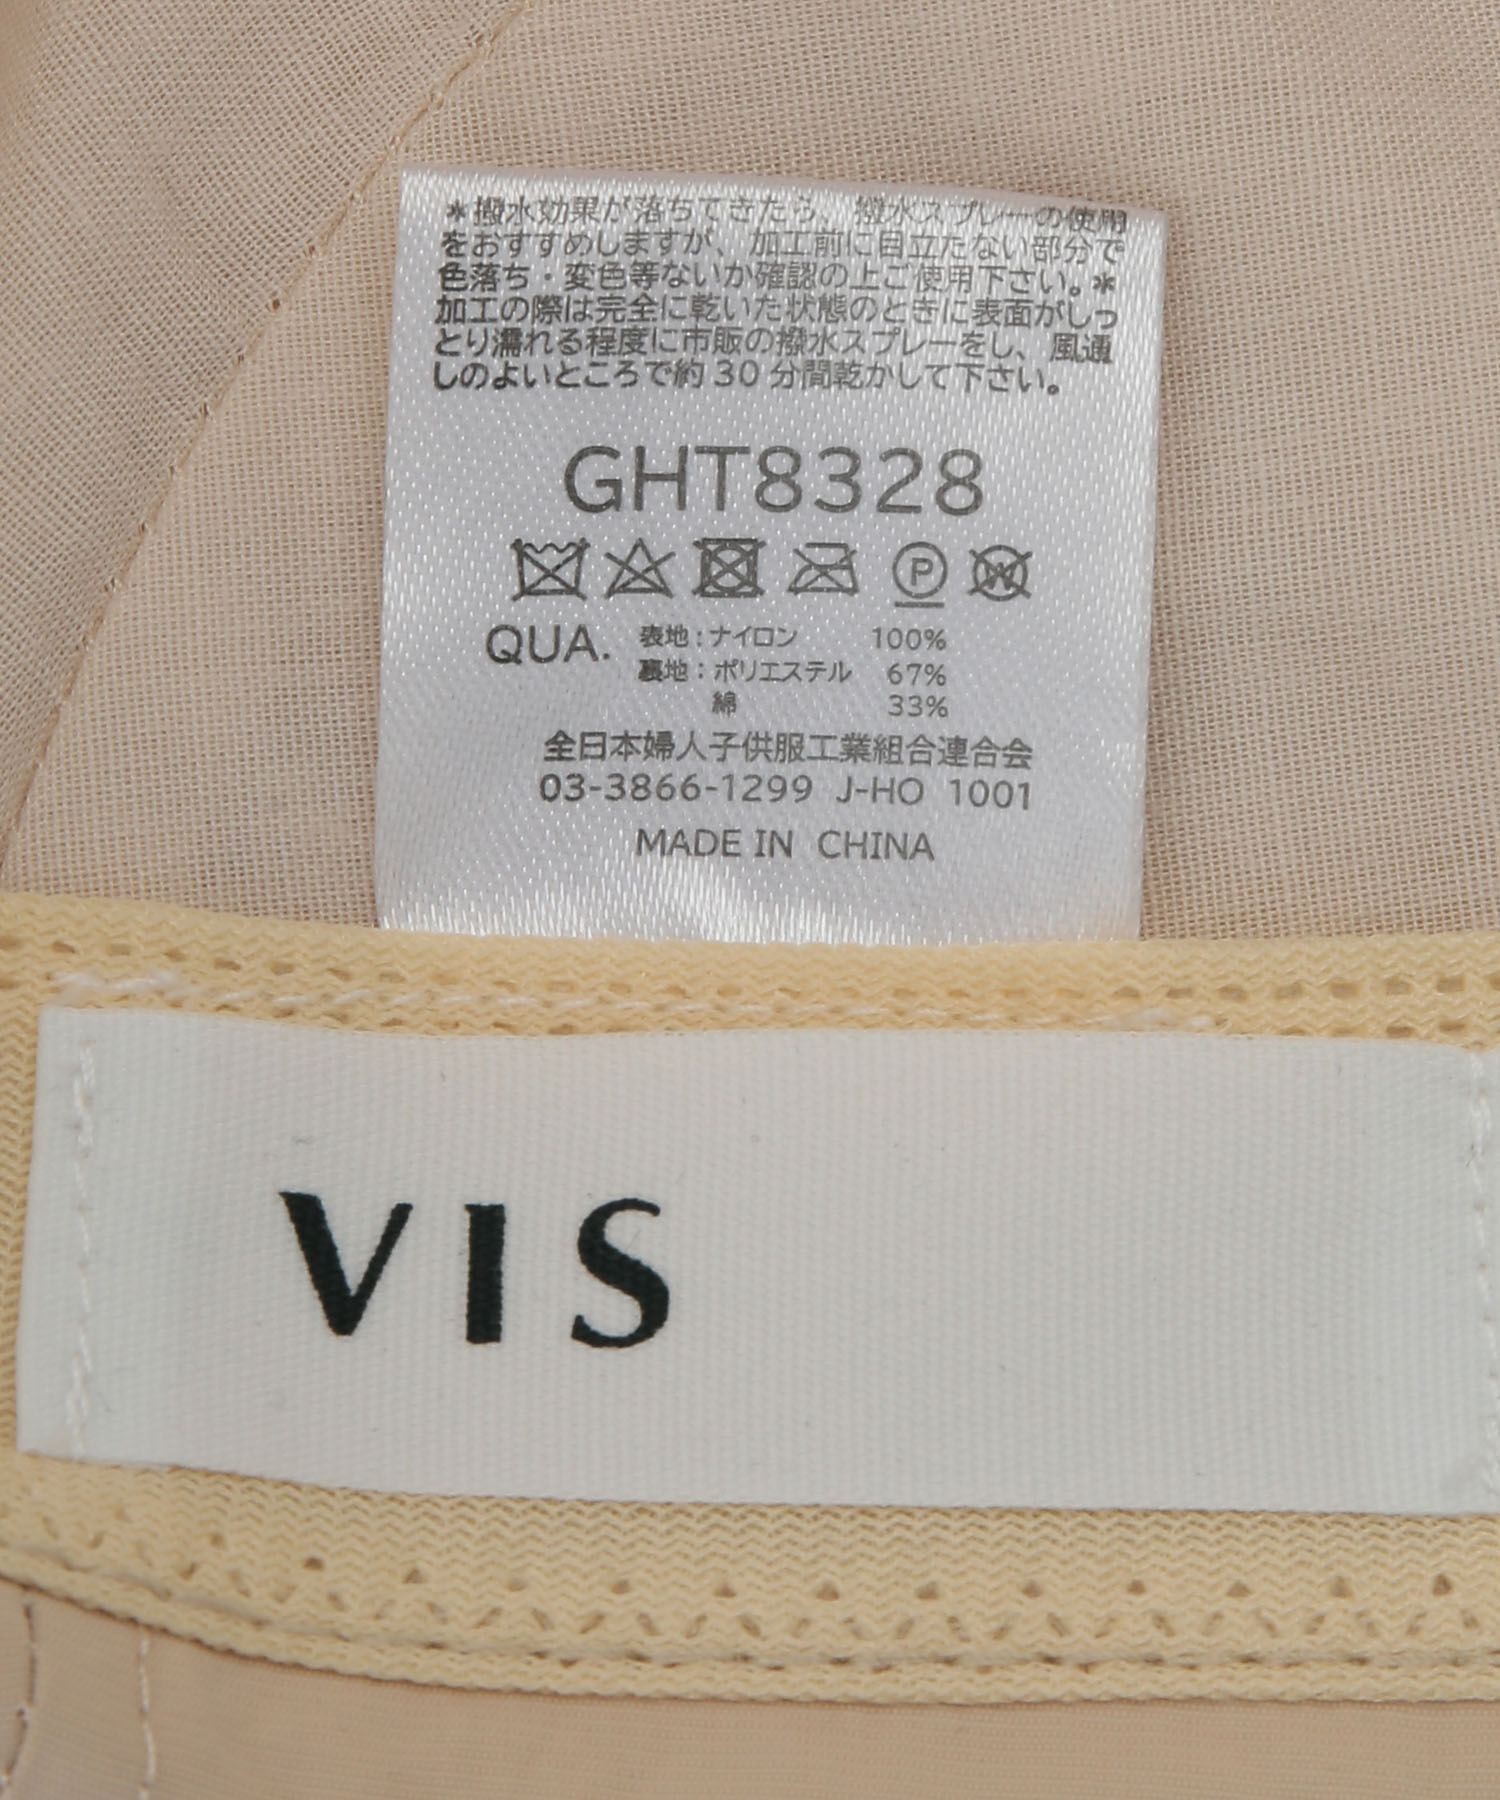 *撥水効果が落ちてきたら、撥水スプレーの使用
をおすすめしますが、加工前に目立たない部分で
色落ち・変色等ないか確認の上ご使用下さい。*
加工の際は完全に乾いた状態のときに表面がしっ
とり濡れる程度に市販の撥水スプレーをし、風通
しのよいところで約30分間乾かして下さい。
GHT8328
P W
QUA. 表地:ナイロン 100%
裏地:ポリエステル 67%
綿 33%
全日本婦人子供服工業組合連合会
03-3866-1299 J-HO 1001
MADE IN CHINA
VIS